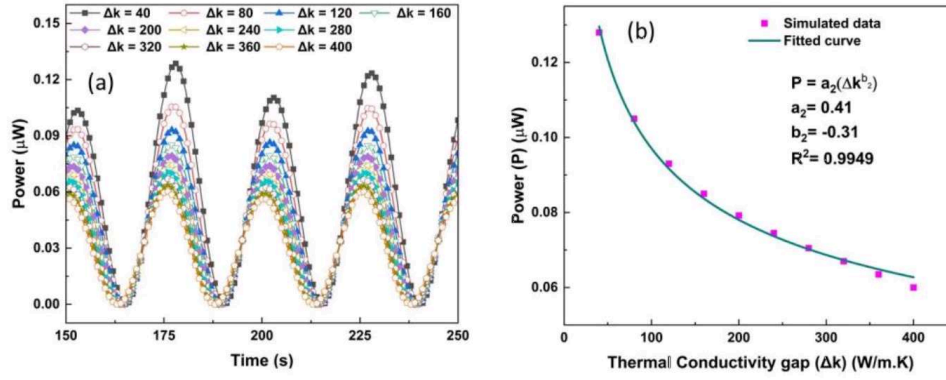 (a)
Δk = 40 Δk = 80 Δk = 120 Δk = 160
Δk = 200 Δk = 240 Δk = 280
Δk = 320 Δk = 360 Δk = 400
Power (μW)
0.15
0.12
0.09
0.06
0.03
0.00
150 175 200 225 250
Time (s)
(b)
Simulated data
Fitted curve
P = a₂(Δk^b₂)
a₂= 0.41
b₂= -0.31
R²= 0.9949
Power (P) (μW)
0.12
0.10
0.08
0.06
0 100 200 300 400
Thermal Conductivity gap (Δk) (W/m.K)